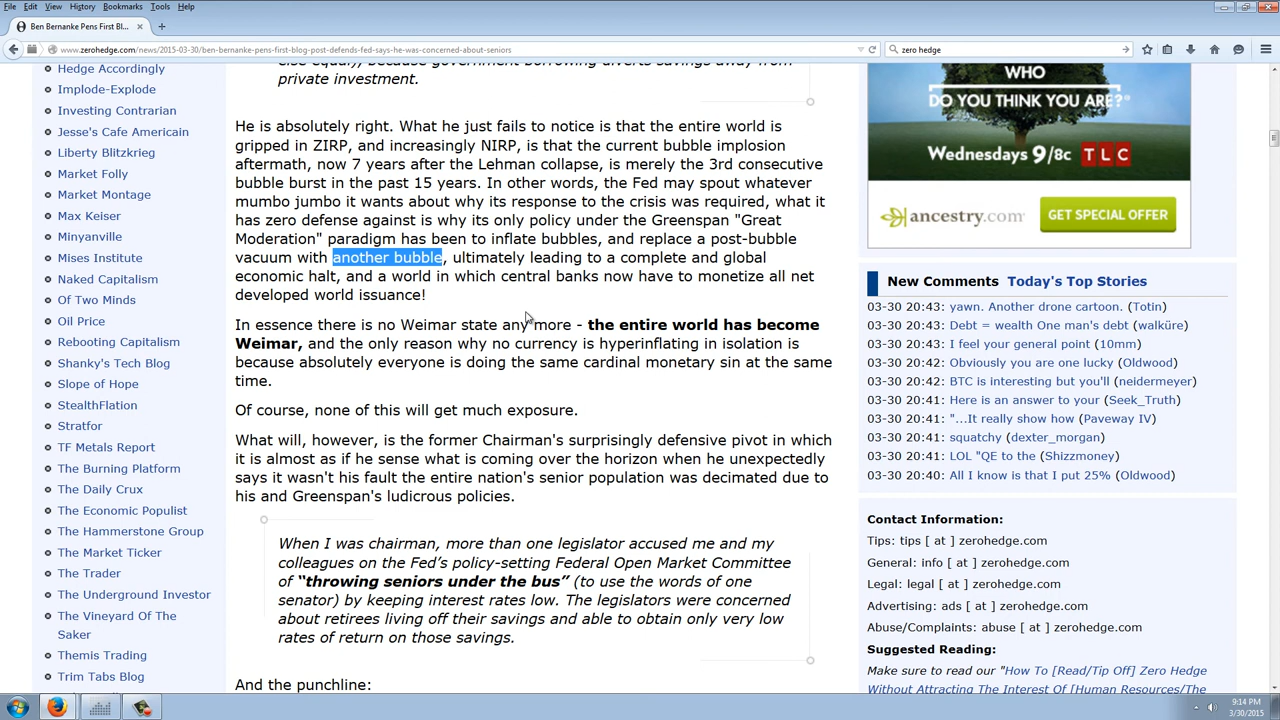 File Edit View History Bookmarks Tools Help
Ben Bernanke Pens First Bl...
www.zerohedge.com/news/2015-03-30/ben-bernanke-pens-first-blog-post-defends-fed-says-he-was-concerned-about-seniors
zero hedge
Hedge Accordingly
Implode-Explode
Investing Contrarian
Jesse's Cafe Americain
Liberty Blitzkrieg
Market Folly
Market Montage
Max Keiser
Minyanville
Mises Institute
Naked Capitalism
Of Two Minds
Oil Price
Rebooting Capitalism
Shanky's Tech Blog
Slope of Hope
StealthFlation
Stratfor
TF Metals Report
The Burning Platform
The Daily Crux
The Economic Populist
The Hammerstone Group
The Market Ticker
The Trader
The Underground Investor
The Vineyard Of The
Saker
Themis Trading
Trim Tabs Blog
else equal), because government borrowing diverts savings away from
private investment.
He is absolutely right. What he just fails to notice is that the entire world is
gripped in ZIRP, and increasingly NIRP, is that the current bubble implosion
aftermath, now 7 years after the Lehman collapse, is merely the 3rd consecutive
bubble burst in the past 15 years. In other words, the Fed may spout whatever
mumbo jumbo it wants about why its response to the crisis was required, what it
has zero defense against is why its only policy under the Greenspan "Great
Moderation" paradigm has been to inflate bubbles, and replace a post-bubble
vacuum with another bubble, ultimately leading to a complete and global
economic halt, and a world in which central banks now have to monetize all net
developed world issuance!
In essence there is no Weimar state any more - the entire world has become
Weimar, and the only reason why no currency is hyperinflating in isolation is
because absolutely everyone is doing the same cardinal monetary sin at the same
time.
Of course, none of this will get much exposure.
What will, however, is the former Chairman's surprisingly defensive pivot in which
it is almost as if he sense what is coming over the horizon when he unexpectedly
says it wasn't his fault the entire nation's senior population was decimated due to
his and Greenspan's ludicrous policies.
When I was chairman, more than one legislator accused me and my
colleagues on the Fed's policy-setting Federal Open Market Committee
of “throwing seniors under the bus” (to use the words of one
senator) by keeping interest rates low. The legislators were concerned
about retirees living off their savings and able to obtain only very low
rates of return on those savings.
And the punchline:
WHO
DO YOU THINK YOU ARE?®
Wednesdays 9/8c TLC
ancestry.com GET SPECIAL OFFER
New Comments Today's Top Stories
03-30 20:43: yawn. Another drone cartoon. (Totin)
03-30 20:43: Debt = wealth One man's debt (walküre)
03-30 20:43: I feel your general point (10mm)
03-30 20:42: Obviously you are one lucky (Oldwood)
03-30 20:42: BTC is interesting but you'll (neidermeyer)
03-30 20:41: Here is an answer to your (Seek_Truth)
03-30 20:41: "...It really show how (Paveway IV)
03-30 20:41: squatchy (dexter_morgan)
03-30 20:41: LOL "QE to the (Shizzmoney)
03-30 20:40: All I know is that I put 25% (Oldwood)
Contact Information:
Tips: tips [ at ] zerohedge.com
General: info [ at ] zerohedge.com
Legal: legal [ at ] zerohedge.com
Advertising: ads [ at ] zerohedge.com
Abuse/Complaints: abuse [ at ] zerohedge.com
Suggested Reading:
Make sure to read our "How To [Read/Tip Off] Zero Hedge
Without Attracting The Interest Of [Human Resources/The
9:14 PM
3/30/2015